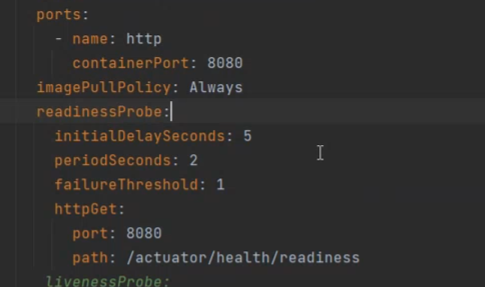 ports:
- name: http
containerPort: 8080
imagePullPolicy: Always
readinessProbe:
initialDelaySeconds: 5
periodSeconds: 2
failureThreshold: 1
httpGet:
port: 8080
path: /actuator/health/readiness
livenessProbe: